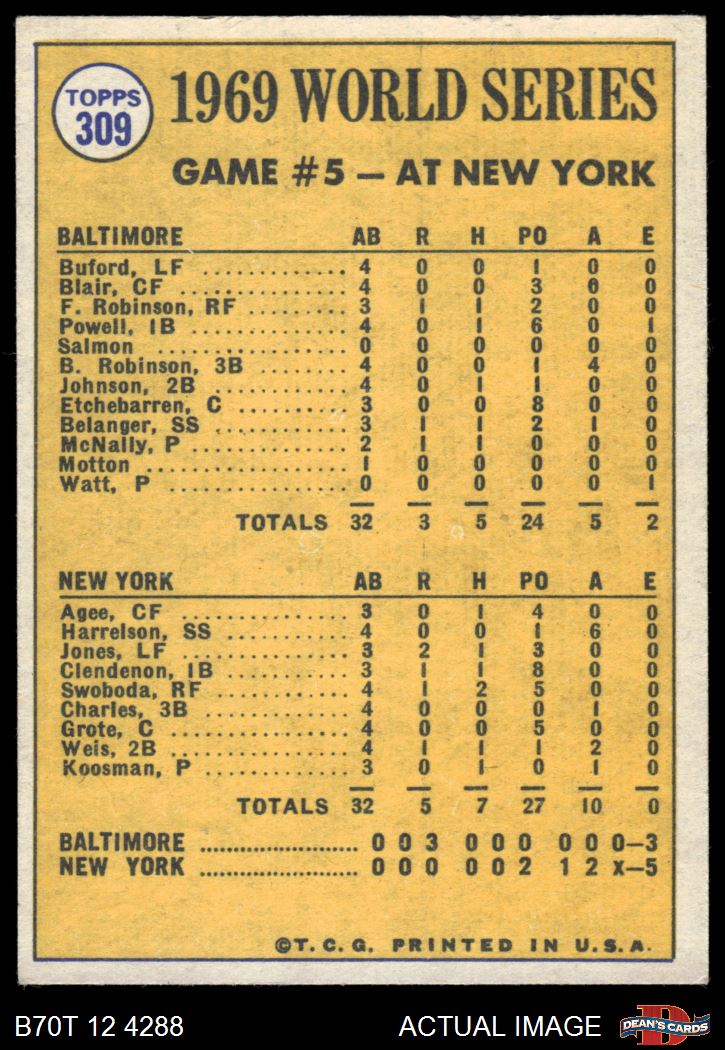 TOPPS
309
1969 WORLD SERIES
GAME #5 — AT NEW YORK
BALTIMORE AB R H PO A E
Buford, LF ............. 4 0 0 1 0 0
Blair, CF ............... 4 0 0 3 0 0
F. Robinson, RF ......... 3 1 1 2 0 0
Powell, 1B .............. 4 0 1 6 0 1
Salmon ................. 0 0 0 0 0 0
B. Robinson, 3B ......... 4 0 0 1 4 0
Johnson, 2B ............. 4 0 1 1 0 0
Etchebarren, C .......... 3 0 0 8 0 0
Belanger, SS ............ 3 1 1 2 1 0
McNally, P .............. 2 1 1 0 0 0
Motton .................. 1 0 0 0 0 0
Watt, P ................. 0 0 0 0 0 1
TOTALS 32 3 5 24 5 2
NEW YORK AB R H PO A E
Agee, CF ............... 3 0 1 4 0 0
Harrelson, SS ........... 4 0 0 1 6 0
Jones, LF ............... 3 2 1 3 0 0
Clendenon, 1B ........... 3 1 1 8 0 0
Swoboda, RF ............. 4 1 2 5 0 0
Charles, 3B ............. 4 0 0 0 1 0
Grote, C ................ 4 0 0 5 0 0
Weis, 2B ................ 4 1 1 1 2 0
Koosman, P .............. 3 0 1 0 1 0
TOTALS 32 5 7 27 10 0
BALTIMORE ....................... 0 0 3 0 0 0 0 0 0—3
NEW YORK ....................... 0 0 0 0 0 2 1 2 X—5
©T. C. G. PRINTED IN U.S.A.
B70T 12 4288 ACTUAL IMAGE DEAN'S CARDS